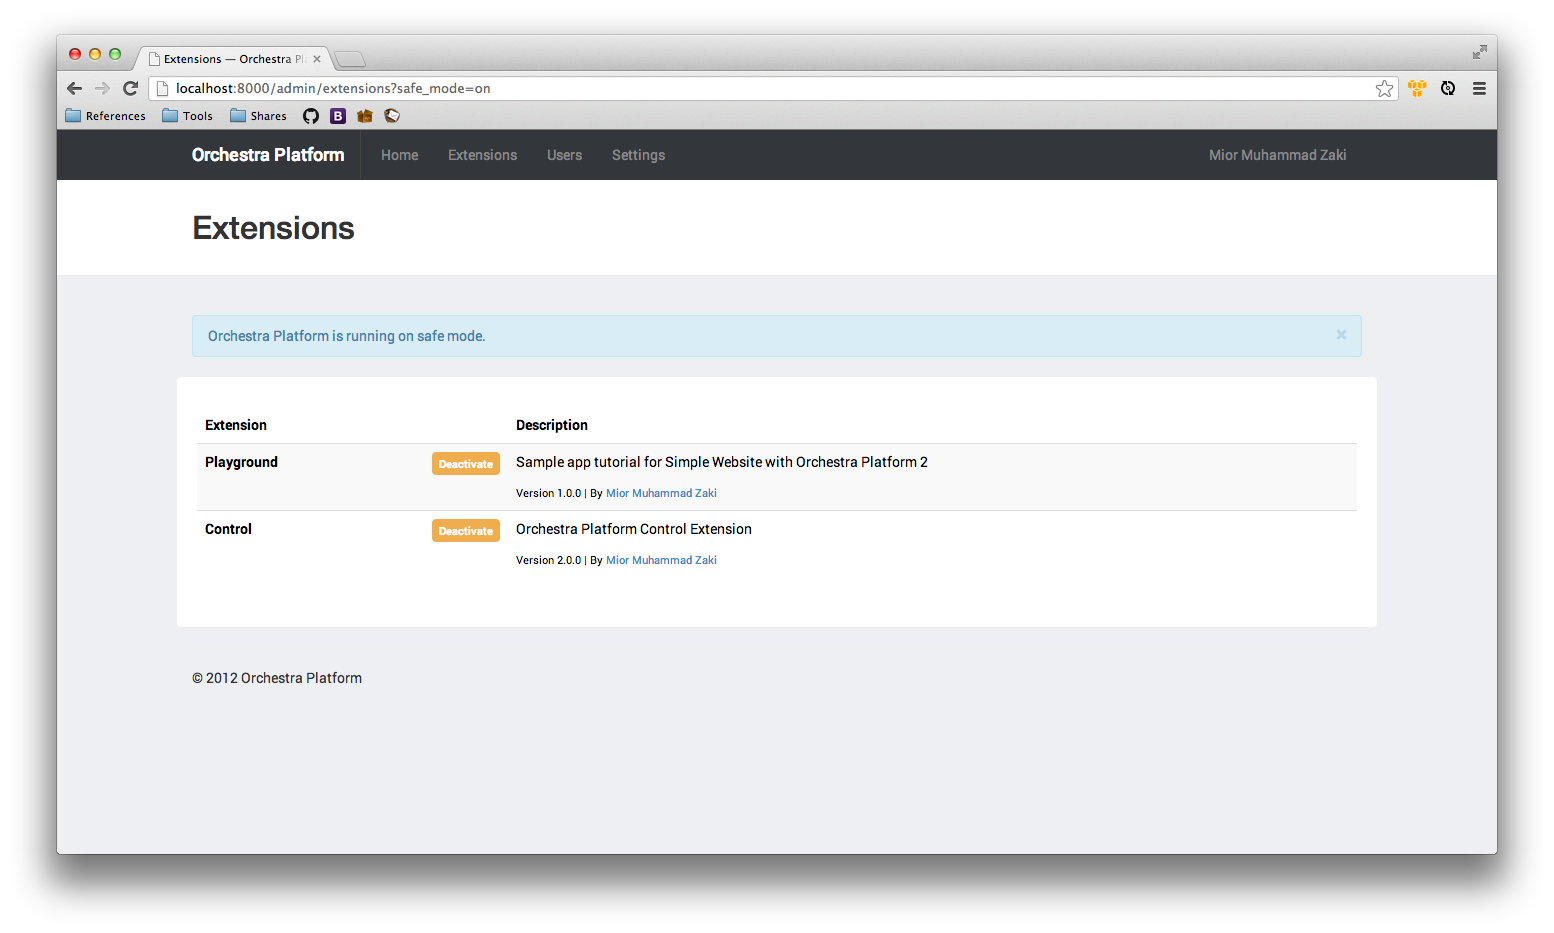 Extensions — Orchestra Pl
localhost:8000/admin/extensions?safe_mode=on
References Tools Shares B
Orchestra Platform Home Extensions Users Settings Mior Muhammad Zaki
Extensions
Orchestra Platform is running on safe mode. ×
Extension Description
Playground Deactivate Sample app tutorial for Simple Website with Orchestra Platform 2
Version 1.0.0 | By Mior Muhammad Zaki
Control Deactivate Orchestra Platform Control Extension
Version 2.0.0 | By Mior Muhammad Zaki
© 2012 Orchestra Platform